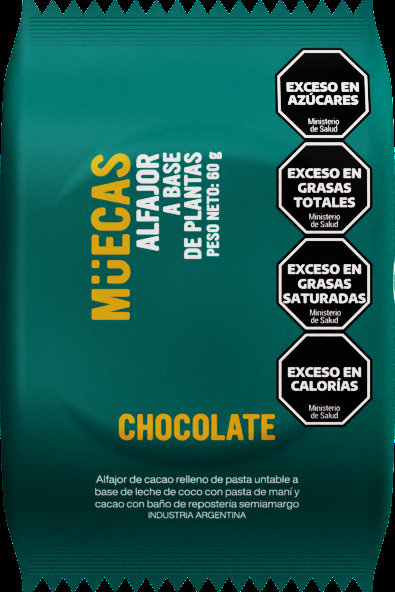 MÜECAS
ALFAJOR
A BASE
DE PLANTAS
PESO NETO: 60 g
EXCESO EN
AZÚCARES
Ministerio
de Salud
EXCESO EN
GRASAS
TOTALES
Ministerio
de Salud
EXCESO EN
GRASAS
SATURADAS
Ministerio
de Salud
EXCESO EN
CALORÍAS
Ministerio
de Salud
CHOCOLATE
Alfajor de cacao relleno de pasta untable a
base de leche de coco con pasta de maní y
cacao con baño de repostería semiamargo
INDUSTRIA ARGENTINA